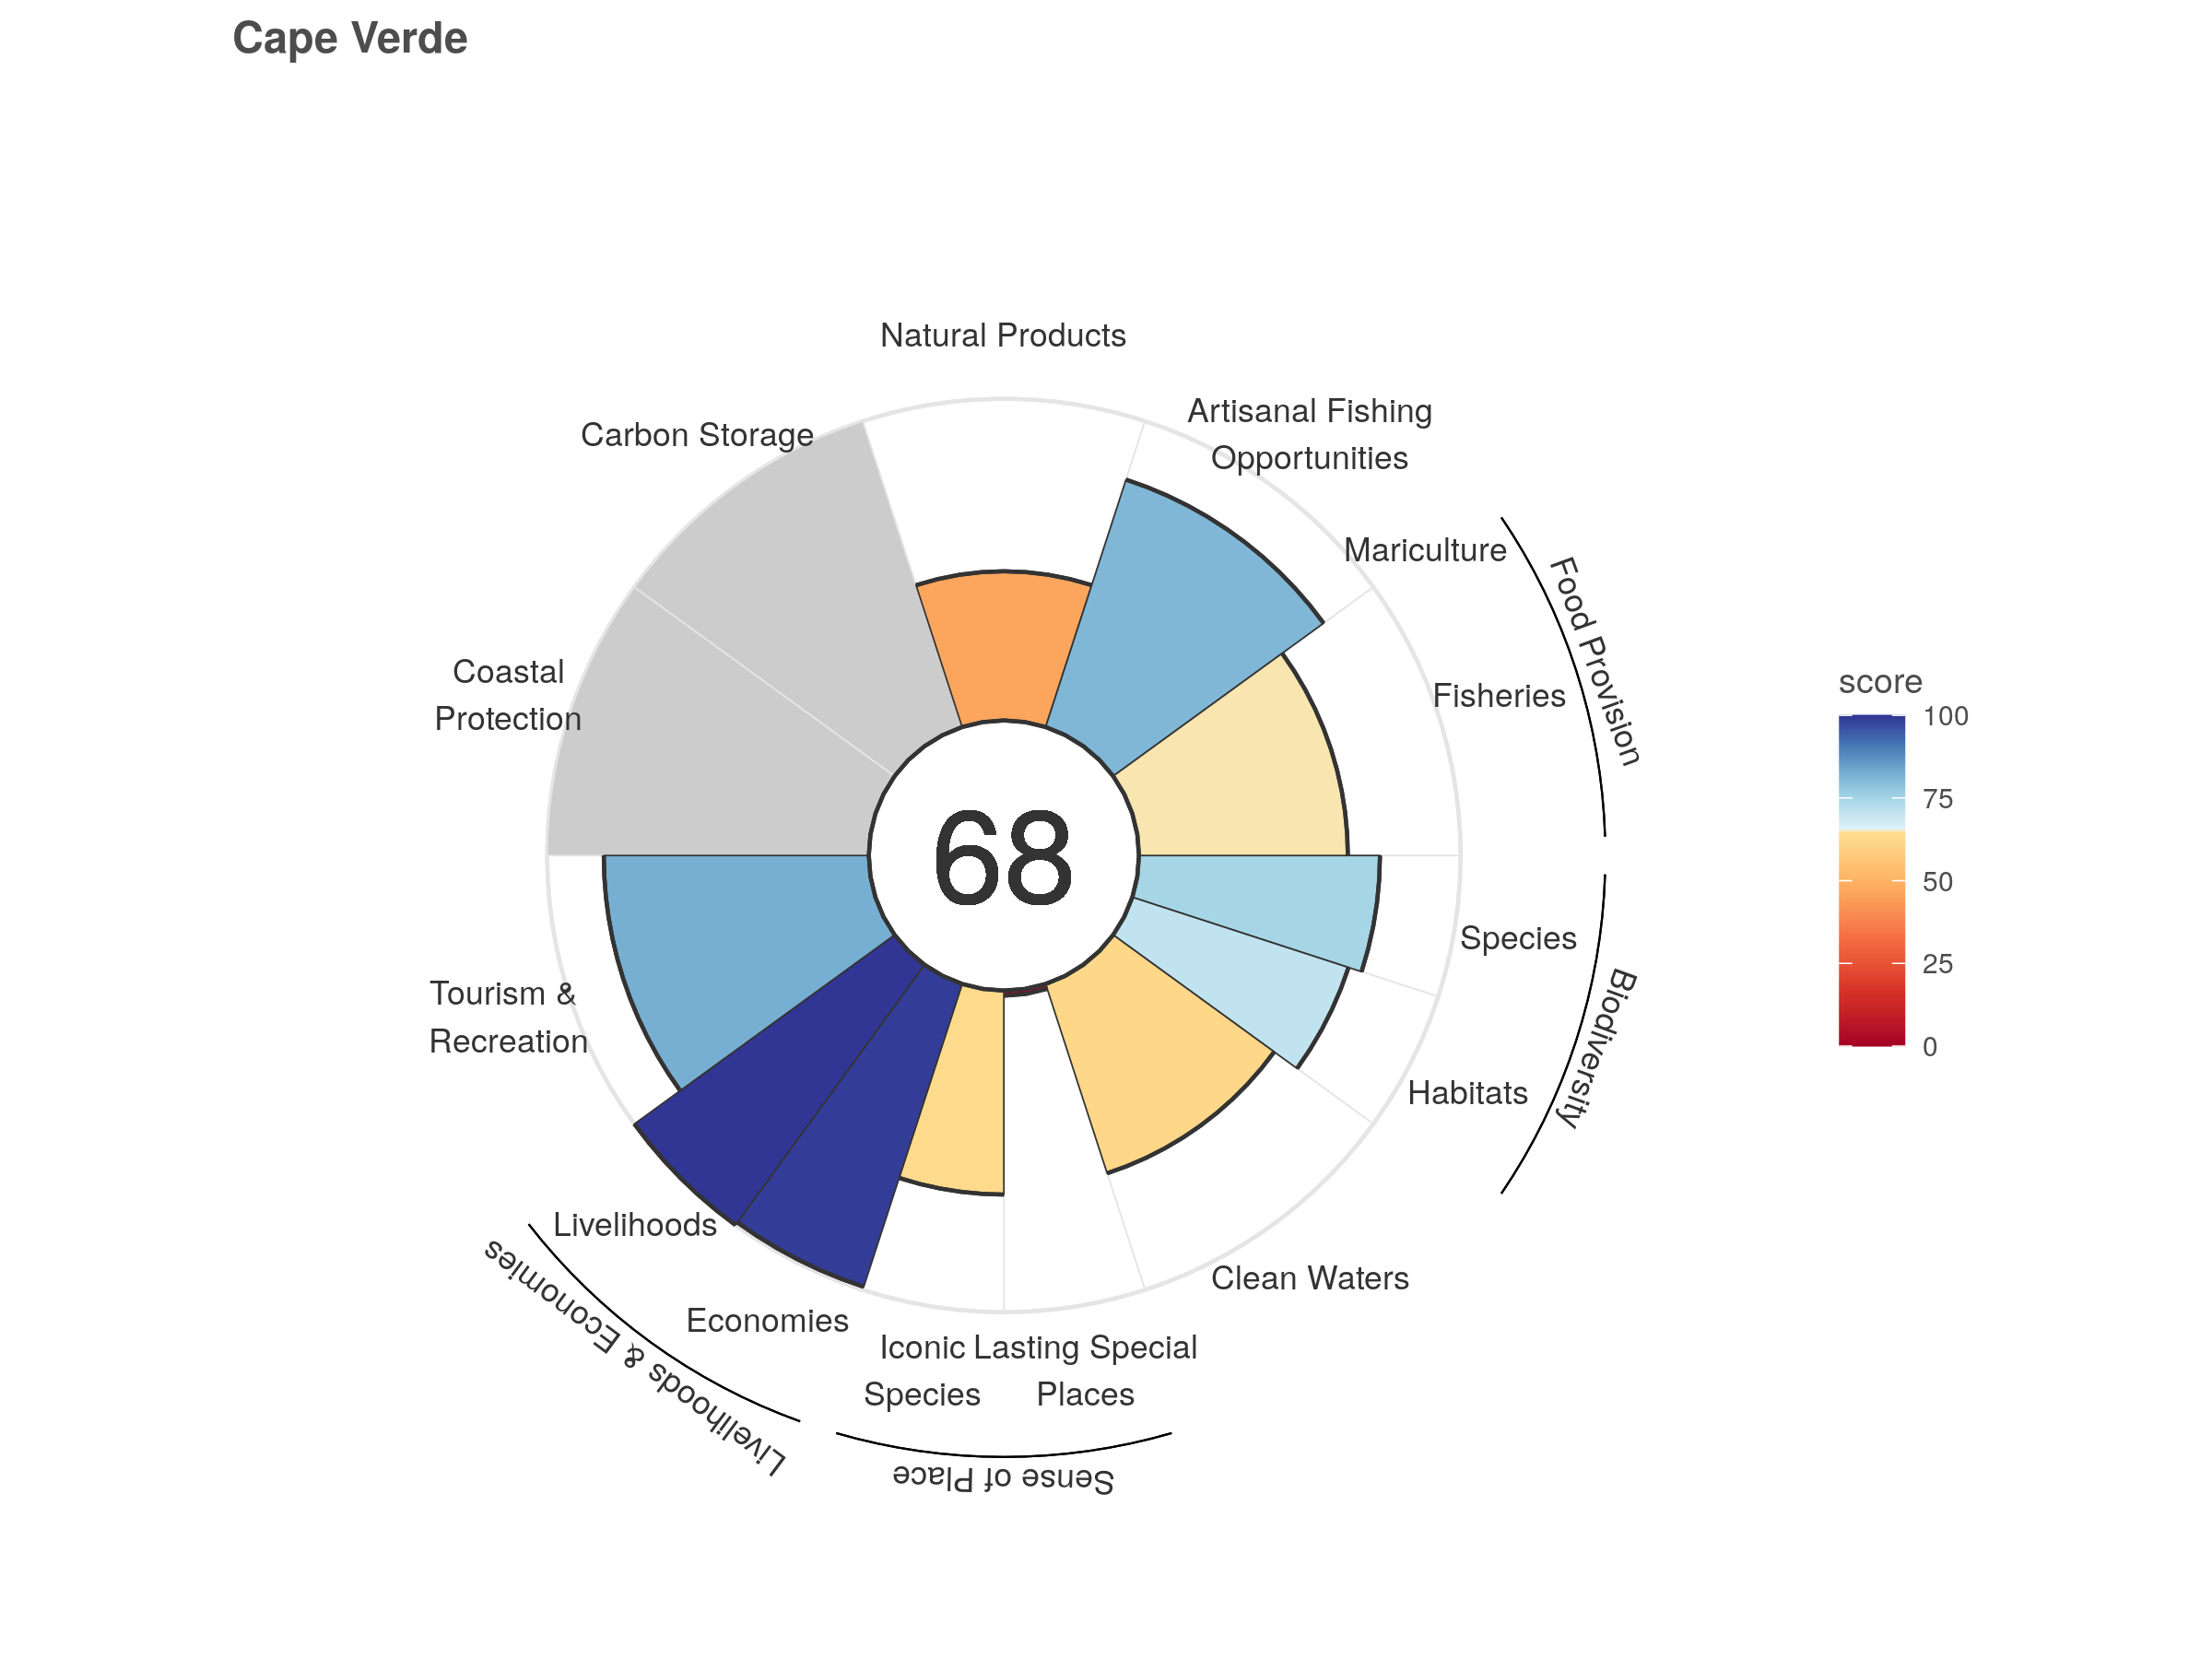 Cape Verde
Natural Products
Artisanal Fishing
Opportunities
Carbon Storage
Mariculture
Food Provision
Fisheries
Coastal
Protection
score
100
75
50
25
0
68
Species
Biodiversity
Habitats
Tourism &
Recreation
Livelihoods
Economies
Livelihoods & Economies
Clean Waters
Iconic
Species
Lasting Special
Places
Sense of Place